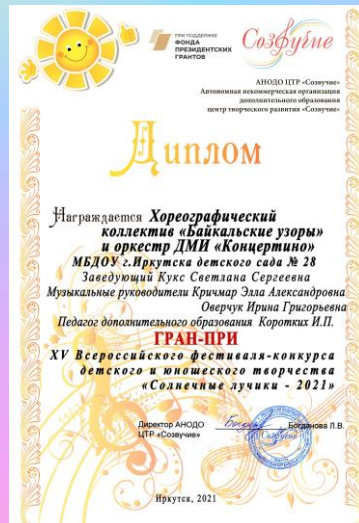 ПРИ ПОДДЕРЖКЕ
ФОНДА
ПРЕЗИДЕНТСКИХ
ГРАНТОВ
Созвучие
АНОДО ЦТР «Созвучие»
Автономная некоммерческая организация
дополнительного образования
центр творческого развития «Созвучие»
Диплом
Награждается Хореографический
коллектив «Байкальские узоры»
и оркестр ДМИ «Концертино»
МБДОУ г.Иркутска детского сада № 28
Заведующий Кукс Светлана Сергеевна
Музыкальные руководители Кричмар Элла Александровна
Оверчук Ирина Григорьевна
Педагог дополнительного образования Коротких И.П.
ГРАН-ПРИ
XV Всероссийского фестиваля-конкурса
детского и юношеского творчества
«Солнечные лучики - 2021»
Директор АНОДО
ЦТР «Созвучие»
Богданова Л.В.
Созвучие
Иркутск, 2021